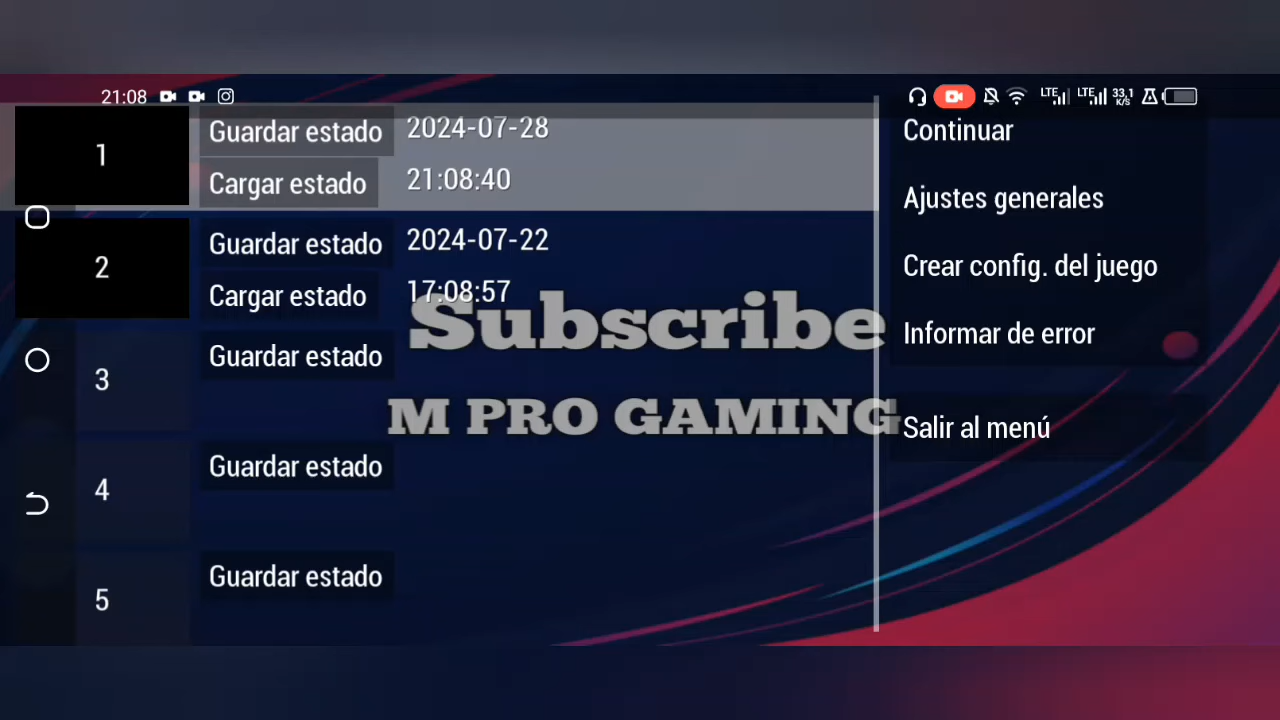 21:08
LTE LTE 33,1 K/S
1
Guardar estado 2024-07-28
Cargar estado 21:08:40
2
Guardar estado 2024-07-22
Cargar estado 17:08:57
3
Guardar estado
4
Guardar estado
5
Guardar estado
Continuar
Ajustes generales
Crear config. del juego
Informar de error
Salir al menú
Subscribe
M PRO GAMING